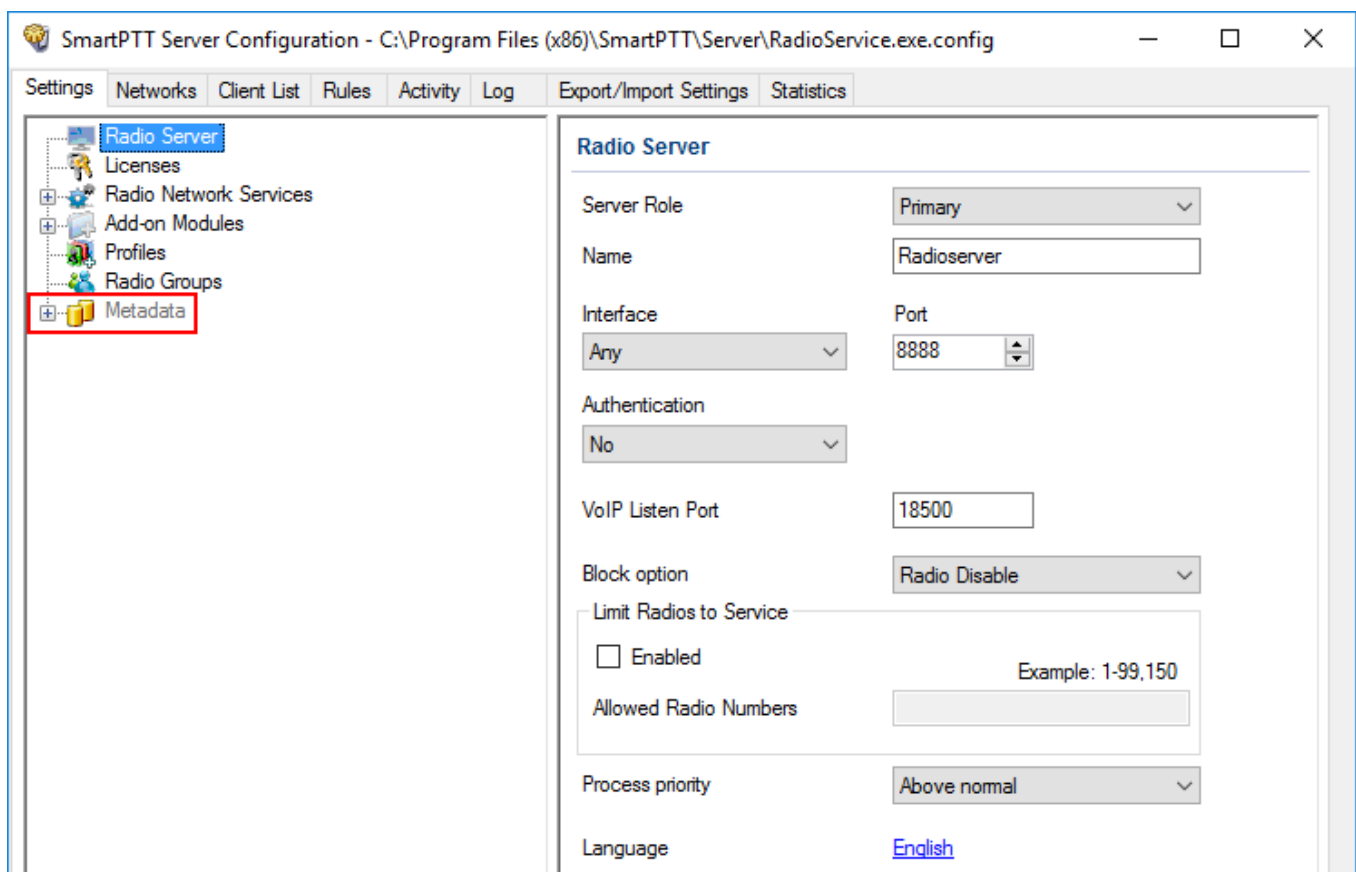 SmartPTT Server Configuration - C:\Program Files (x86)\SmartPTT\Server\RadioService.exe.config
Settings Networks Client List Rules Activity Log Export/Import Settings Statistics
Radio Server
Licenses
Radio Network Services
Add-on Modules
Profiles
Radio Groups
Metadata
Radio Server
Server Role Primary
Name Radioserver
Interface Port
Any 8888
Authentication
No
VoIP Listen Port 18500
Block option Radio Disable
Limit Radios to Service
Enabled
Example: 1-99,150
Allowed Radio Numbers
Process priority Above normal
Language English